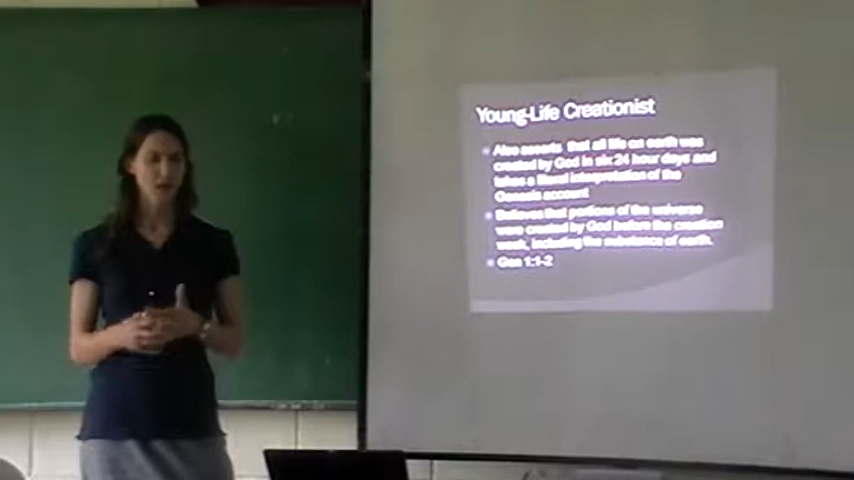 Young-Life Creationist
Also asserts that all life on earth was
created by God in six 24 hour days and
takes a literal interpretation of the
Genesis account
Believes that portions of the universe
were created by God before the creation
week, including the substance of earth.
Gen 1:1-2